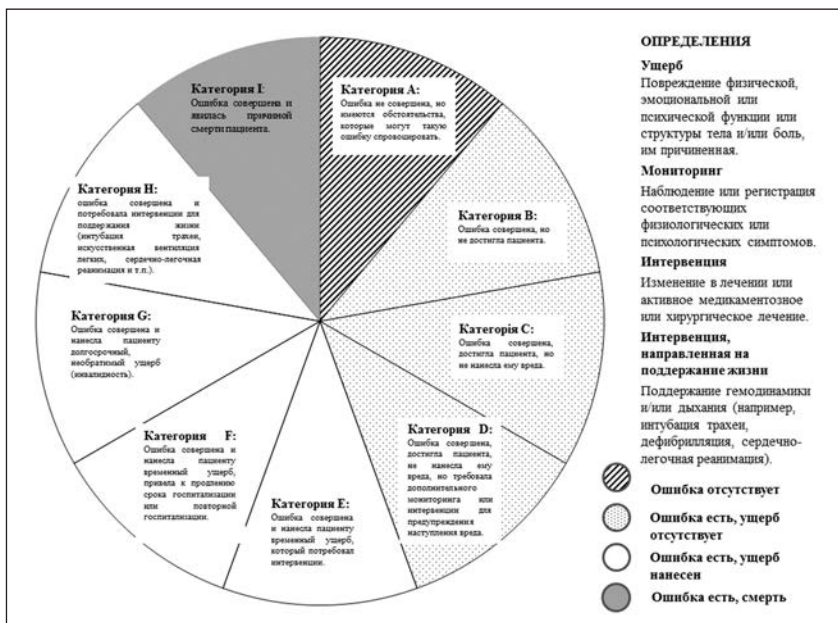 Категория I:
Ошибка совершена и
явилась причиной
смерти пациента.
Категория A:
Ошибка не совершена, но
имеются обстоятельства,
которые могут такую
ошибку спровоцировать.
Категория B:
Ошибка совершена, но
не достигла пациента.
Категорія C:
Ошибка совершена,
достигла пациента, но
не нанесла ему вреда.
Категория D:
Ошибка совершена,
достигла пациента,
не нанесла ему
вреда, но требовала
дополнительного
мониторинга или
интервенции для
предупреждения
наступления вреда.
Категория E:
Ошибка совершена
и нанесла пациенту
временный ущерб,
который потребовал
интервенции.
Категория F:
Ошибка совершена и
нанесла пациенту
временный ущерб,
привела к продлению
срока госпитализации
или повторной
госпитализации.
Категория G:
Ошибка совершена и
нанесла пациенту
долгосрочный,
необратимый ущерб
(инвалидность).
Категория H:
ошибка совершена и
потребовала интервенции для
поддержания жизни
(интубация трахеи,
искусственная вентиляция
легких, сердечно-легочная
реанимация и т.п.).
ОПРЕДЕЛЕНИЯ
Ущерб
Повреждение физической,
эмоциональной или
психической функции или
структуры тела и/или боль,
им причиненная.
Мониторинг
Наблюдение или регистрация
соответствующих
физиологических или
психологических симптомов.
Интервенция
Изменение в лечении или
активное медикаментозное
или хирургическое лечение.
Интервенция,
направленная на
поддержание жизни
Поддержание гемодинамики
и/или дыхания (например,
интубация трахеи,
дефибрилляция, сердечно-
легочная реанимация).
Ошибка отсутствует
Ошибка есть, ущерб
отсутствует
Ошибка есть, ущерб
нанесен
Ошибка есть, смерть